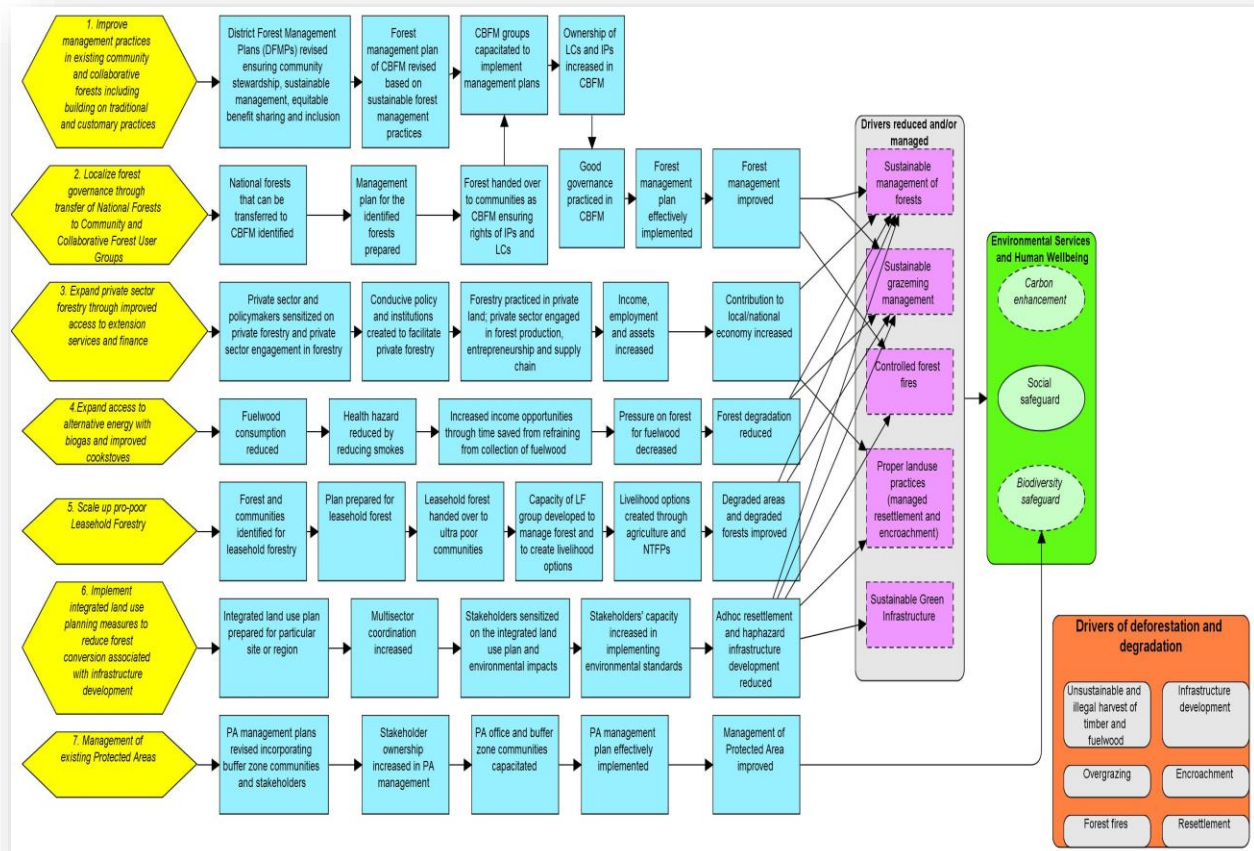 1. Improve
management practices
in existing community
and collaborative
forests including
building on traditional
and customary practices
District Forest Management
Plans (DFMPs) revised
ensuring community
stewardship, sustainable
management, equitable
benefit sharing and inclusion
Forest
management plan
of CBFM revised
based on
sustainable forest
management
practices
CBFM groups
capacitated to
implement
management plans
Ownership of
LCs and IPs
increased in
CBFM
2. Localize forest
governance through
transfer of National Forests
to Community and
Collaborative Forest User
Groups
National forests
that can be
transferred to
CBFM identified
Management
plan for the
identified
forests
prepared
Forest handed over
to communities as
CBFM ensuring
rights of IPs and
LCs
Good
governance
practiced in
CBFM
Forest
management
plan
effectively
implemented
Forest
management
improved
3. Expand private sector
forestry through improved
access to extension
services and finance
Private sector and
policymakers sensitized on
private forestry and private
sector engagement in forestry
Conducive policy
and institutions
created to facilitate
private forestry
Forestry practiced in private
land; private sector engaged
in forest production,
entrepreneurship and supply
chain
Income,
employment
and assets
increased
Contribution to
local/national
economy increased
4.Expand access to
alternative energy with
biogas and improved
cookstoves
Fuelwood
consumption
reduced
Health hazard
reduced by
reducing smokes
Increased income opportunities
through time saved from refraining
from collection of fuelwood
Pressure on forest
for fuelwood
decreased
Forest degradation
reduced
5. Scale up pro-poor
Leasehold Forestry
Forest and
communities
identified for
leasehold forestry
Plan prepared for
leasehold forest
Leasehold forest
handed over to
ultra poor
communities
Capacity of LF
group developed to
manage forest and
to create livelihood
options
Livelihood options
created through
agriculture and
NTFPs
Degraded areas
and degraded
forests improved
6. Implement
integrated land use
planning measures to
reduce forest
conversion associated
with infrastructure
development
Integrated land use plan
prepared for particular
site or region
Multisector
coordination
increased
Stakeholders sensitized
on the integrated land
use plan and
environmental impacts
Stakeholders' capacity
increased in
implementing
environmental standards
Adhoc resettlement
and haphazard
infrastructure
development
reduced
7. Management of
existing Protected Areas
PA management plans
revised incorporating
buffer zone communities
and stakeholders
Stakeholder
ownership
increased in PA
management
PA office and buffer
zone communities
capacitated
PA management
plan effectively
implemented
Management of
Protected Area
improved
Drivers reduced and/or
managed
Sustainable
management of
forests
Sustainable
grazeming
management
Controlled forest
fires
Proper landuse
practices
(managed
resettlement and
encroachment)
Sustainable Green
Infrastructure
Environmental Services
and Human Wellbeing
Carbon
enhancement
Social
safeguard
Biodiversity
safeguard
Drivers of deforestation and
degradation
Unsustainable and
illegal harvest of
timber and
fuelwood
Infrastructure
development
Overgrazing
Encroachment
Forest fires
Resettlement